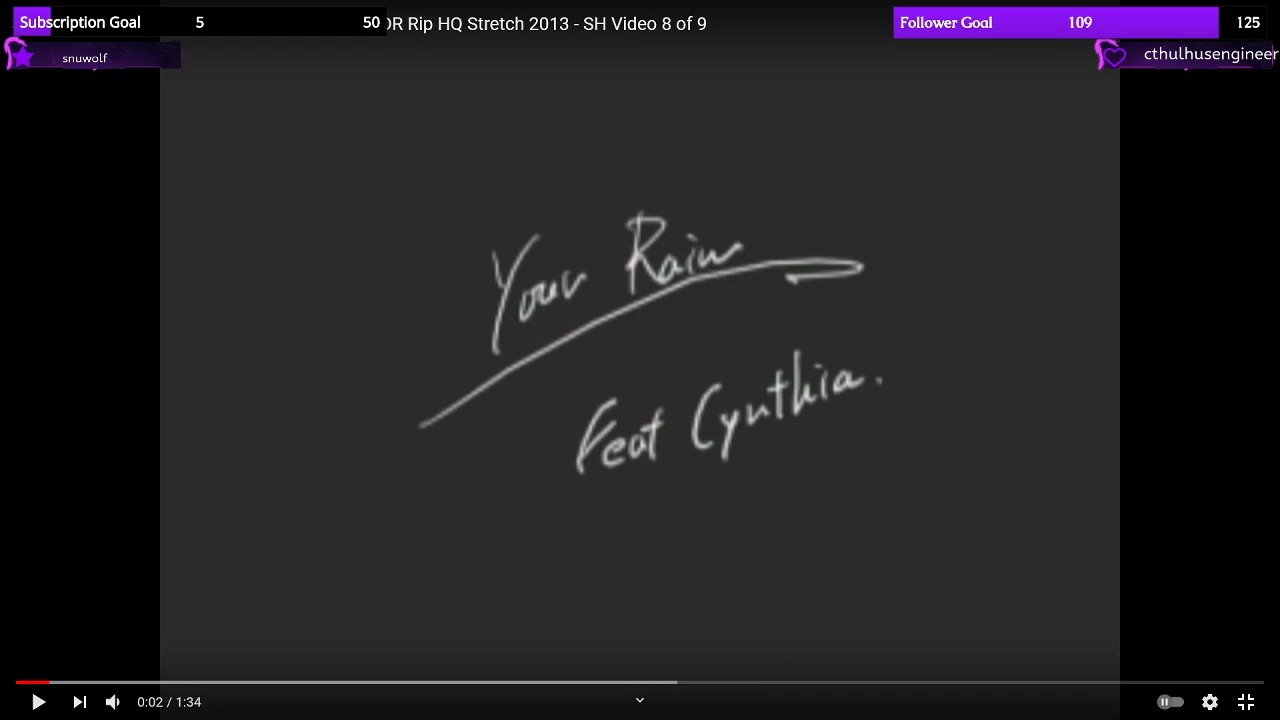 Subscription Goal 5 50
OR Rip HQ Stretch 2013 - SH Video 8 of 9
Follower Goal 109 125
snuwolf
cthulhusengineer
Your Rain
Feat Cynthia.
0:02 / 1:34